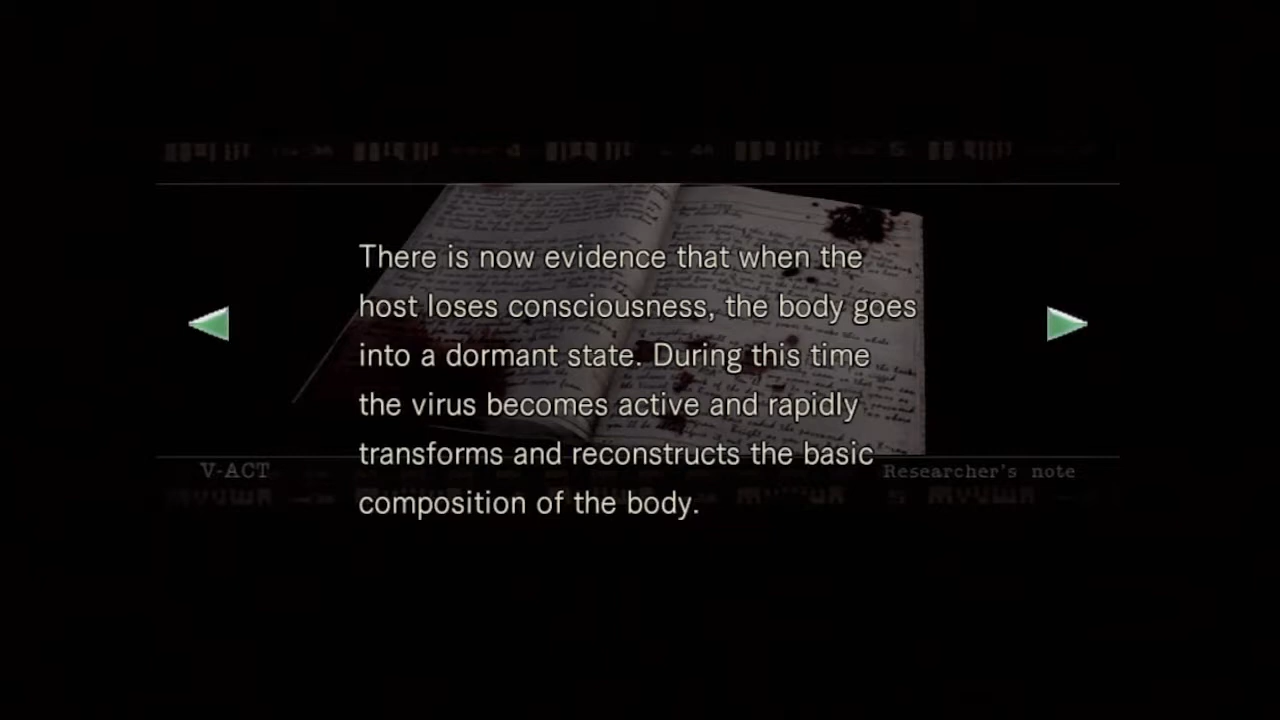 There is now evidence that when the
host loses consciousness, the body goes
into a dormant state. During this time
the virus becomes active and rapidly
transforms and reconstructs the basic
composition of the body.
V-ACT
Researcher's note